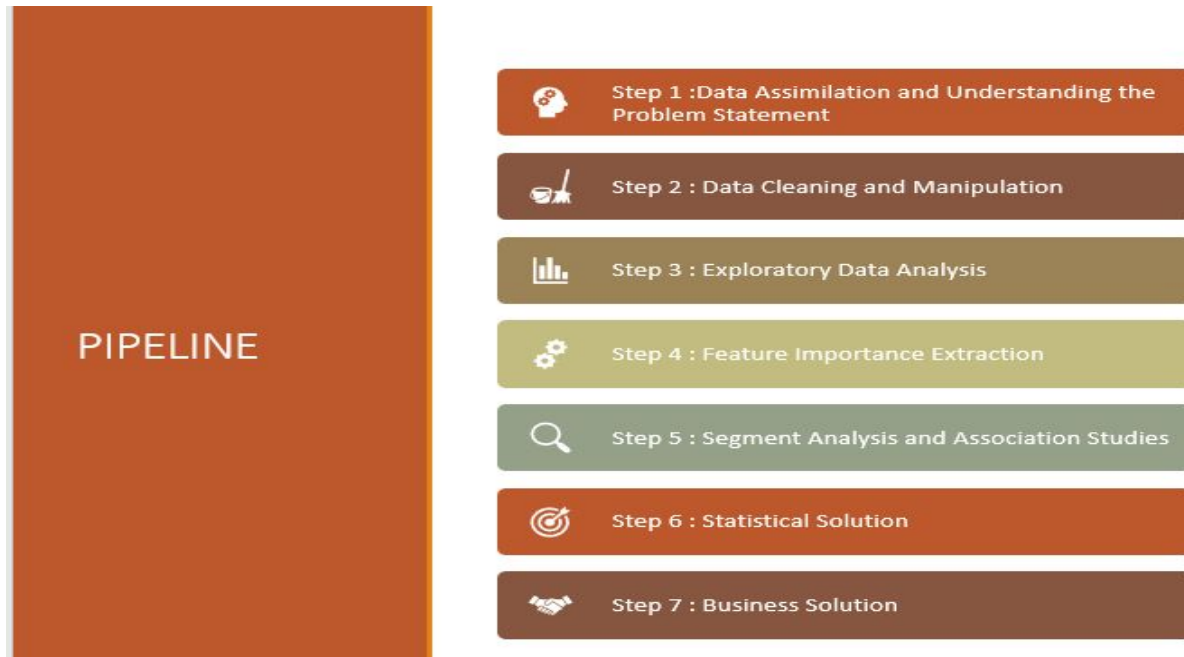 PIPELINE
Step 1 :Data Assimilation and Understanding the
Problem Statement
Step 2 : Data Cleaning and Manipulation
Step 3 : Exploratory Data Analysis
Step 4 : Feature Importance Extraction
Step 5 : Segment Analysis and Association Studies
Step 6 : Statistical Solution
Step 7 : Business Solution